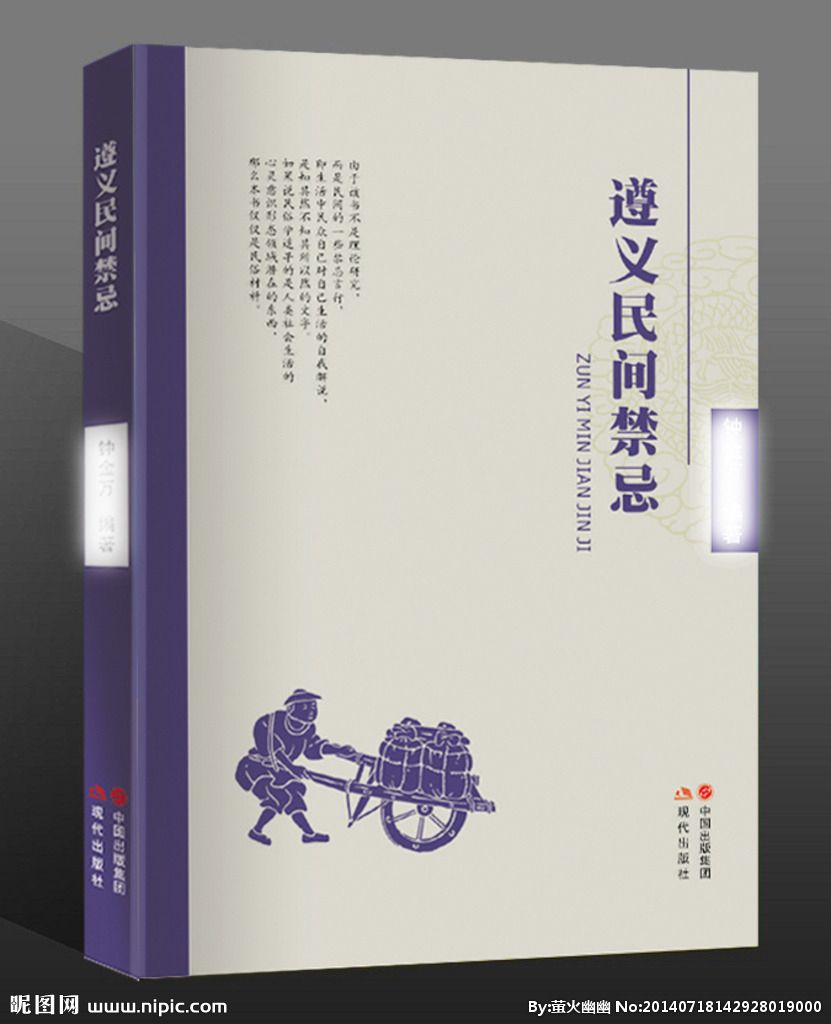 遵义民间禁忌
钟金万 编著
中国出版集团
现代出版社
遵义民间禁忌
ZUN YI MIN JIAN JIN JI
由于该书不是理论研究，
而是民间的一些禁忌言行，
即生活中民众自己对自己生活的自我解说，
是知其然不知其所以然的文字。
如果说民俗学追寻的是人类社会生活的
心灵意识形态领域潜在的东西，
那么本书仅仅是民俗材料。
钟
著
中国出版集团
现代出版社
昵图网 www.nipic.com
By:萤火幽幽 No:20140718142928019000